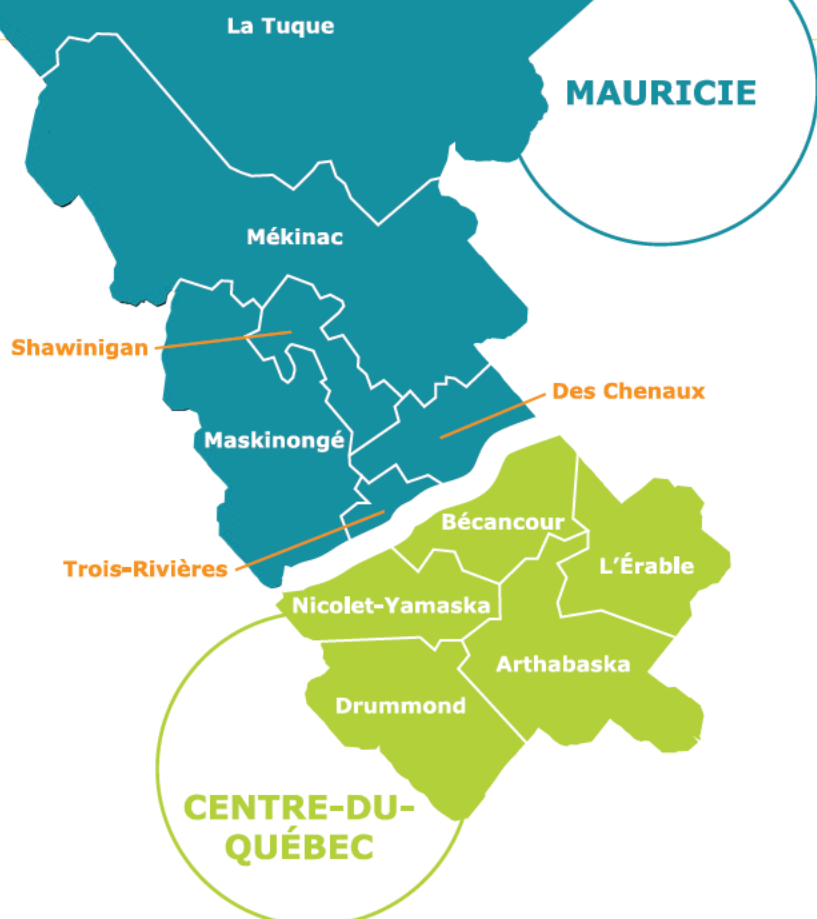 La Tuque
MAURICIE
Mékinac
Shawinigan
Des Chenaux
Maskinongé
Bécancour
L'Érable
Trois-Rivières
Nicolet-Yamaska
Arthabaska
Drummond
CENTRE-DU-
QUÉBEC